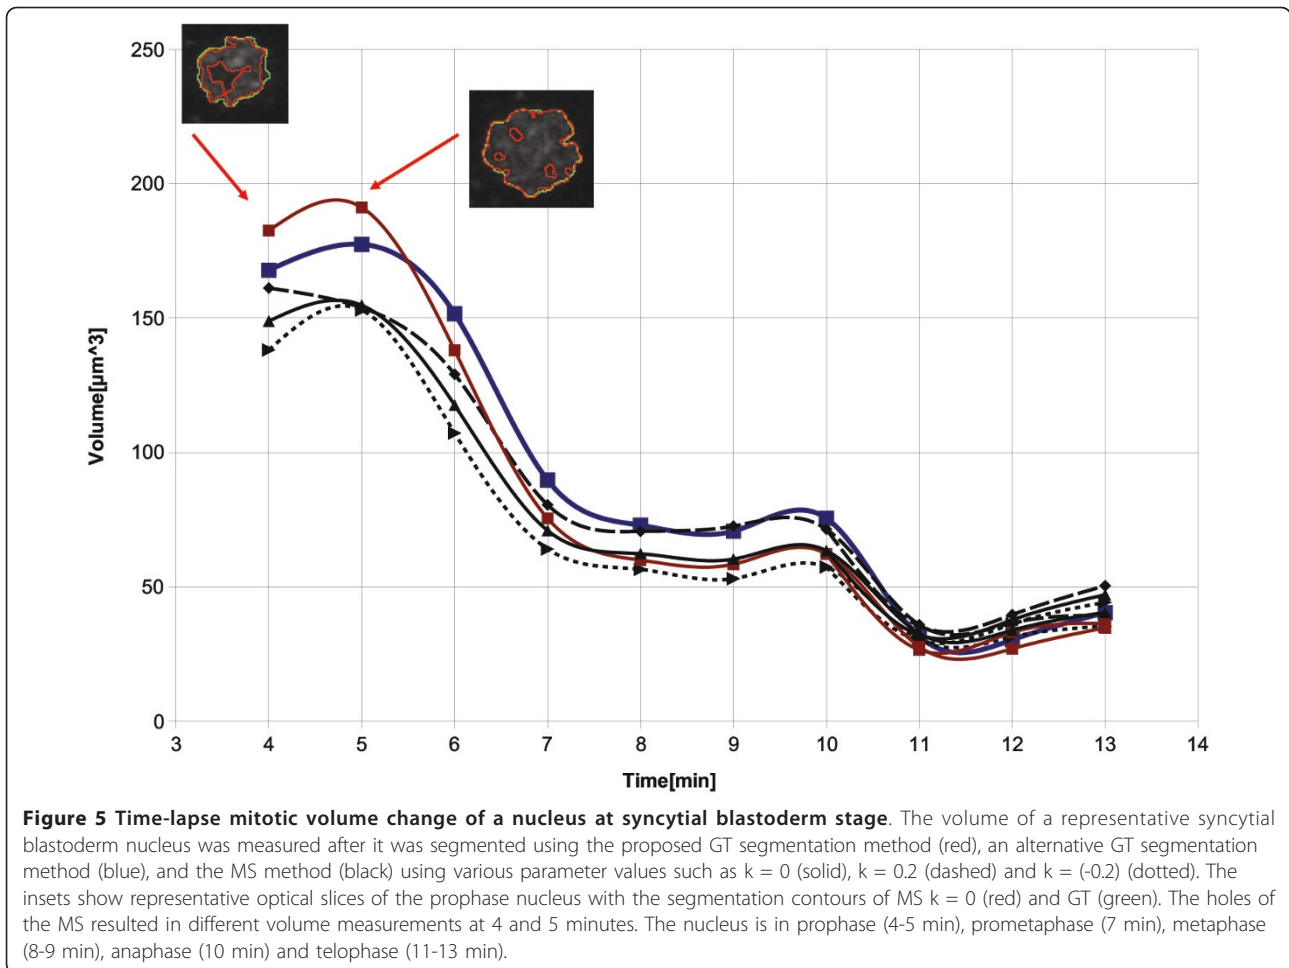 250
200
150
100
50
0
Volume[µm^3]
3 4 5 6 7 8 9 10 11 12 13 14
Time[min]
Figure 5 Time-lapse mitotic volume change of a nucleus at syncytial blastoderm stage. The volume of a representative syncytial
blastoderm nucleus was measured after it was segmented using the proposed GT segmentation method (red), an alternative GT segmentation
method (blue), and the MS method (black) using various parameter values such as k = 0 (solid), k = 0.2 (dashed) and k = (-0.2) (dotted). The
insets show representative optical slices of the prophase nucleus with the segmentation contours of MS k = 0 (red) and GT (green). The holes of
the MS resulted in different volume measurements at 4 and 5 minutes. The nucleus is in prophase (4-5 min), prometaphase (7 min), metaphase
(8-9 min), anaphase (10 min) and telophase (11-13 min).